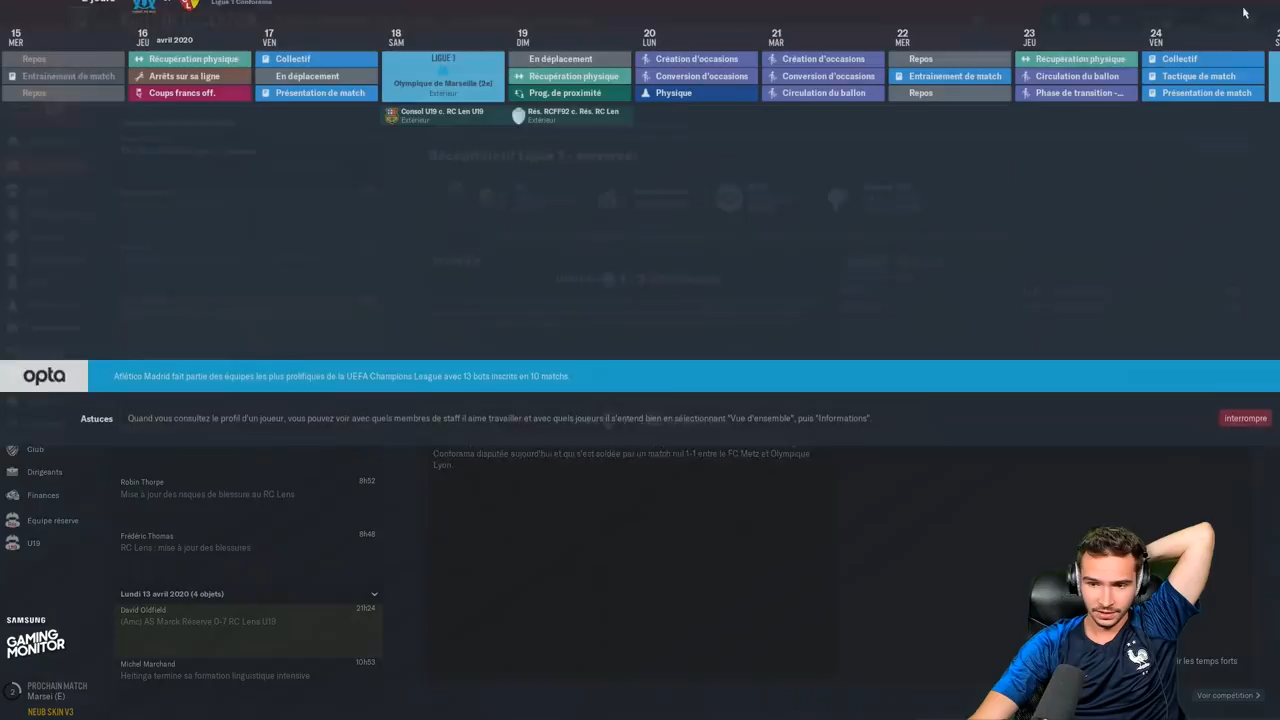 Ligue 1 Conforama
15
MER
16
JEU
avril 2020
17
VEN
18
SAM
19
DIM
20
LUN
21
MAR
22
MER
23
JEU
24
VEN
Repos
Récupération physique
Collectif
LIGUE 1
En déplacement
Création d'occasions
Création d'occasions
Repos
Récupération physique
Collectif
Entrainement de match
Arrêts sur sa ligne
En déplacement
Olympique de Marseille (2e)
Extérieur
Récupération physique
Conversion d'occasions
Conversion d'occasions
Entrainement de match
Circulation du ballon
Tactique de match
Repos
Coups francs off.
Présentation de match
Prog. de proximité
Physique
Circulation du ballon
Repos
Phase de transition -...
Présentation de match
Consol U19 c. RC Len U19
Extérieur
Rés. RCFF92 c. Rés. RC Len
Extérieur
opta
Atlético Madrid fait partie des équipes les plus prolifiques de la UEFA Champions League avec 13 buts inscrits en 10 matchs.
Astuces
Quand vous consultez le profil d'un joueur, vous pouvez voir avec quels membres de staff il aime travailler et avec quels joueurs il s'entend bien en sélectionnant "Vue d'ensemble", puis "Informations".
interrompre
Club
Dirigeants
Finances
Equipe réserve
U19
Conforama disputée aujourd'hui et qui s'est soldée par un match nul 1-1 entre le FC Metz et Olympique
Lyon.
Robin Thorpe
8h52
Mise à jour des risques de blessure au RC Lens
Frédéric Thomas
8h48
RC Lens : mise à jour des blessures
Lundi 13 avril 2020 (4 objets)
David Oldfield
21h24
(Amc) AS Marck Réserve 0-7 RC Lens U19
Michel Marchand
10h53
Heitinga termine sa formation linguistique intensive
SAMSUNG
GAMING
MONITOR
2
PROCHAIN MATCH
Marsei (E)
NEUB SKIN V3
ir les temps forts
Voir compétition